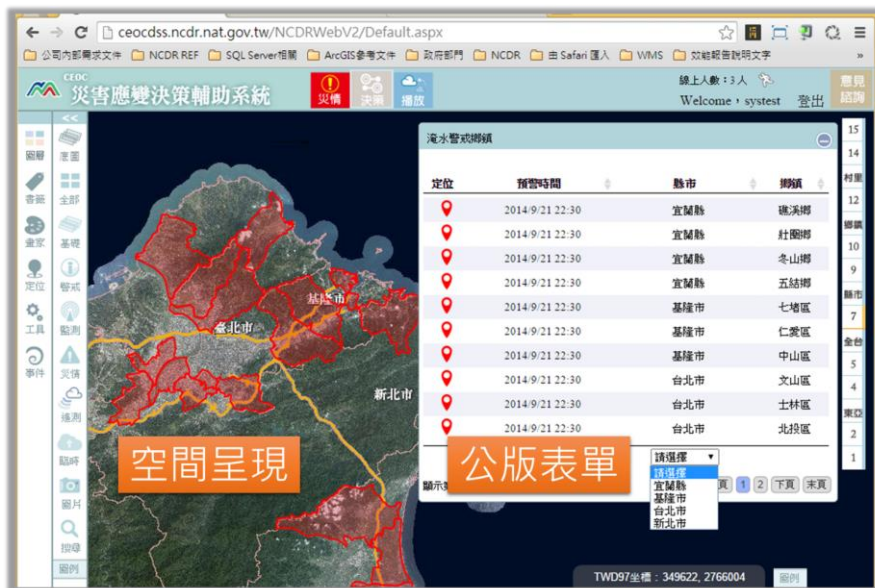 ceocdss.ncdr.nat.gov.tw/NCDRWebV2/Default.aspx
公司內部需求文件 NCDR REF SQL Server相關 ArcGIS參考文件 政府部門 NCDR 由 Safari 匯入 WMS 效能報告說明文字 »
CEOC
災害應變決策輔助系統
災情 決策 播放
線上人數:3人
Welcome,systest 登出
意見
諮詢
<<
圖層
書籤
畫家
定位
工具
事件
底圖
全部
基礎
警戒
監測
災情
遙測
臨時
圖片
搜尋
圖例
基隆市
臺北市
新北市
空間呈現
淹水警戒鄉鎮
定位 預警時間 縣市 鄉鎮
2014/9/21 22:30 宜蘭縣 礁溪鄉
2014/9/21 22:30 宜蘭縣 壯圍鄉
2014/9/21 22:30 宜蘭縣 冬山鄉
2014/9/21 22:30 宜蘭縣 五結鄉
2014/9/21 22:30 基隆市 七堵區
2014/9/21 22:30 基隆市 仁愛區
2014/9/21 22:30 基隆市 中山區
2014/9/21 22:30 台北市 文山區
2014/9/21 22:30 台北市 士林區
2014/9/21 22:30 台北市 北投區
公版表單
請選擇
請選擇
宜蘭縣
基隆市
台北市
新北市
顯示
頁 1 2 下頁 末頁
15
14
村里
12
鄉鎮
10
9
縣市
7
全台
5
4
東亞
2
1
TWD97坐標:349622, 2766004
圖例